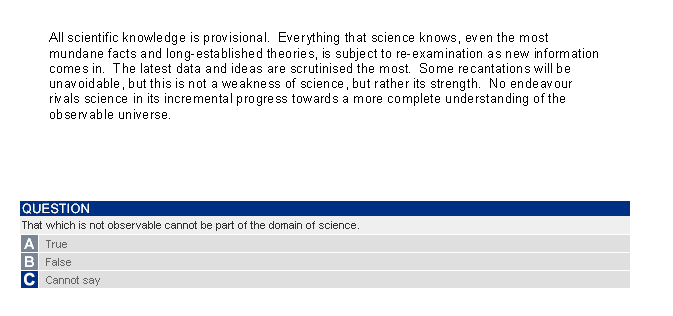 All scientific knowledge is provisional. Everything that science knows, even the most
mundane facts and long-established theories, is subject to re-examination as new information
comes in. The latest data and ideas are scrutinised the most. Some recantations will be
unavoidable, but this is not a weakness of science, but rather its strength. No endeavour
rivals science in its incremental progress towards a more complete understanding of the
observable universe.
QUESTION
That which is not observable cannot be part of the domain of science.
A True
B False
C Cannot say